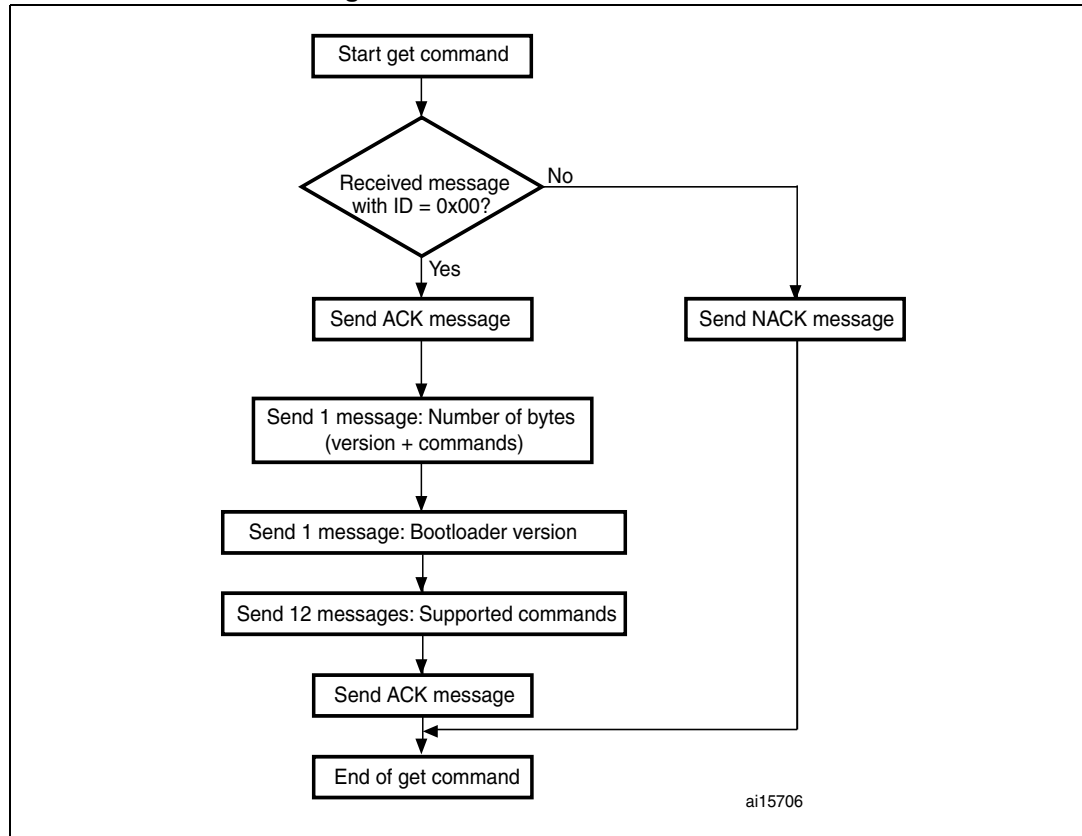 Start get command
Received message
with ID = 0x00?
No
Yes
Send ACK message
Send NACK message
Send 1 message: Number of bytes
(version + commands)
Send 1 message: Bootloader version
Send 12 messages: Supported commands
Send ACK message
End of get command
ai15706